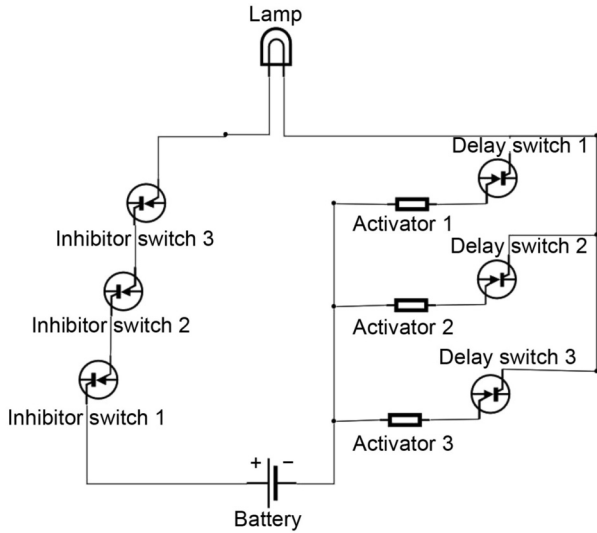 Lamp
Delay switch 1
Activator 1
Inhibitor switch 3
Delay switch 2
Activator 2
Inhibitor switch 2
Delay switch 3
Inhibitor switch 1
Activator 3
+ −
Battery